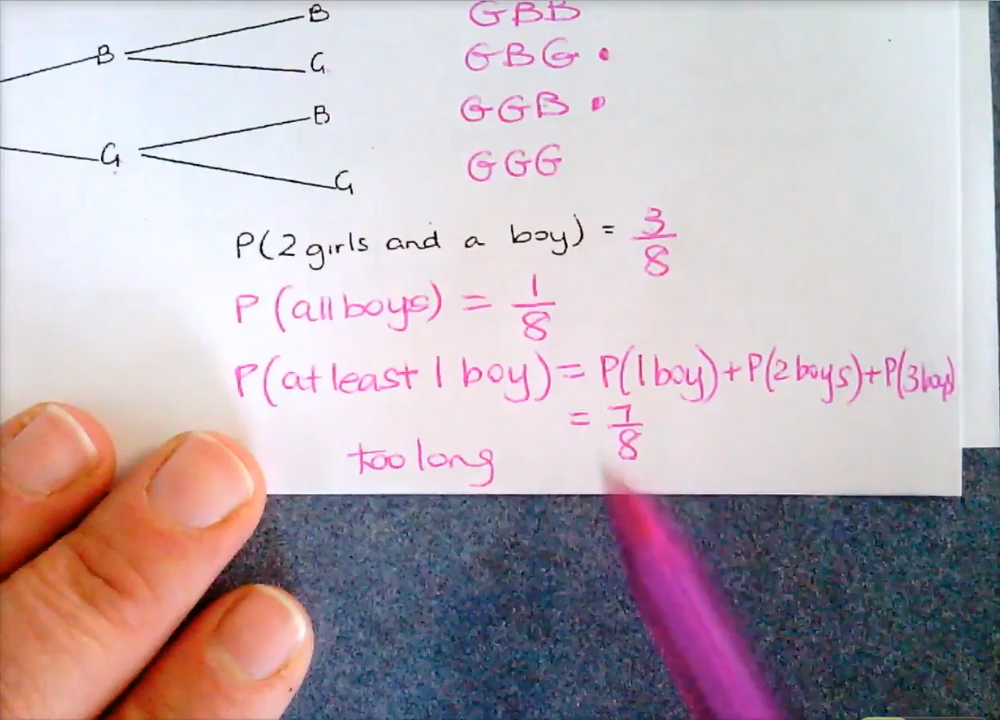 B GBB
B G GBG
B GGB
G G GGG
P(2 girls and a boy) = 3/8
P (all boys) = 1/8
P(at least 1 boy) = P(1 boy) + P(2 boys) + P(3 boys)
= 7/8
too long